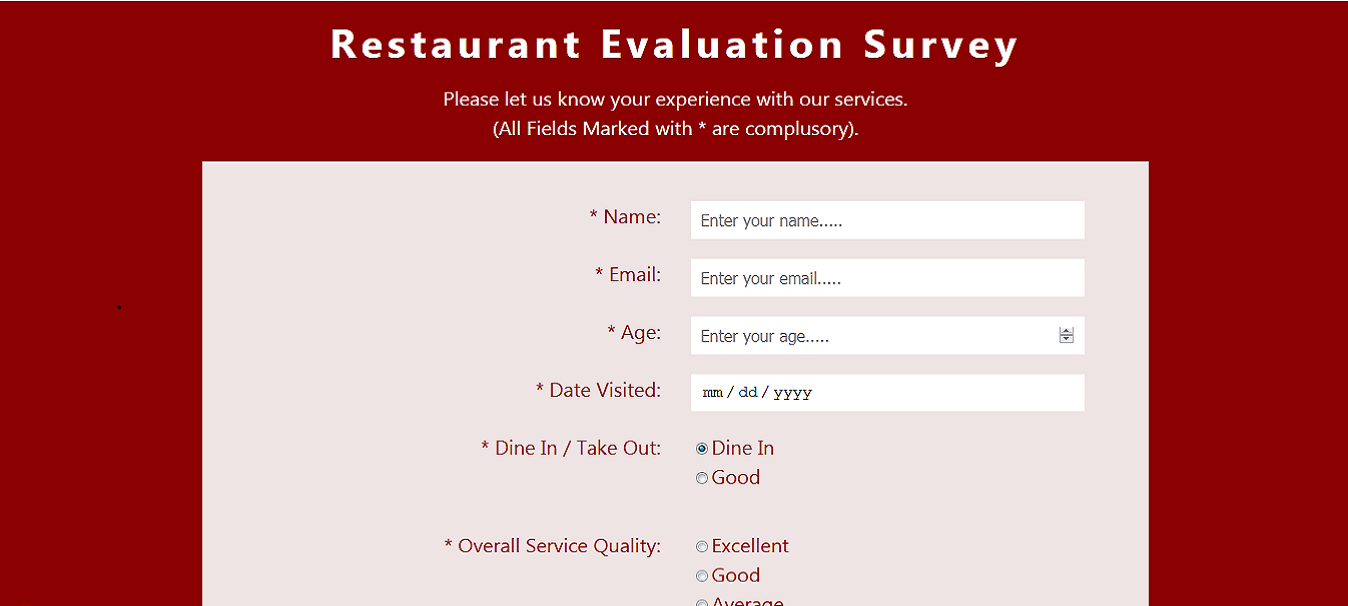 Restaurant Evaluation Survey
Please let us know your experience with our services.
(All Fields Marked with * are complusory).
* Name: Enter your name.....
* Email: Enter your email.....
* Age: Enter your age.....
* Date Visited: mm / dd / yyyy
* Dine In / Take Out: Dine In
Good
* Overall Service Quality: Excellent
Good
Average